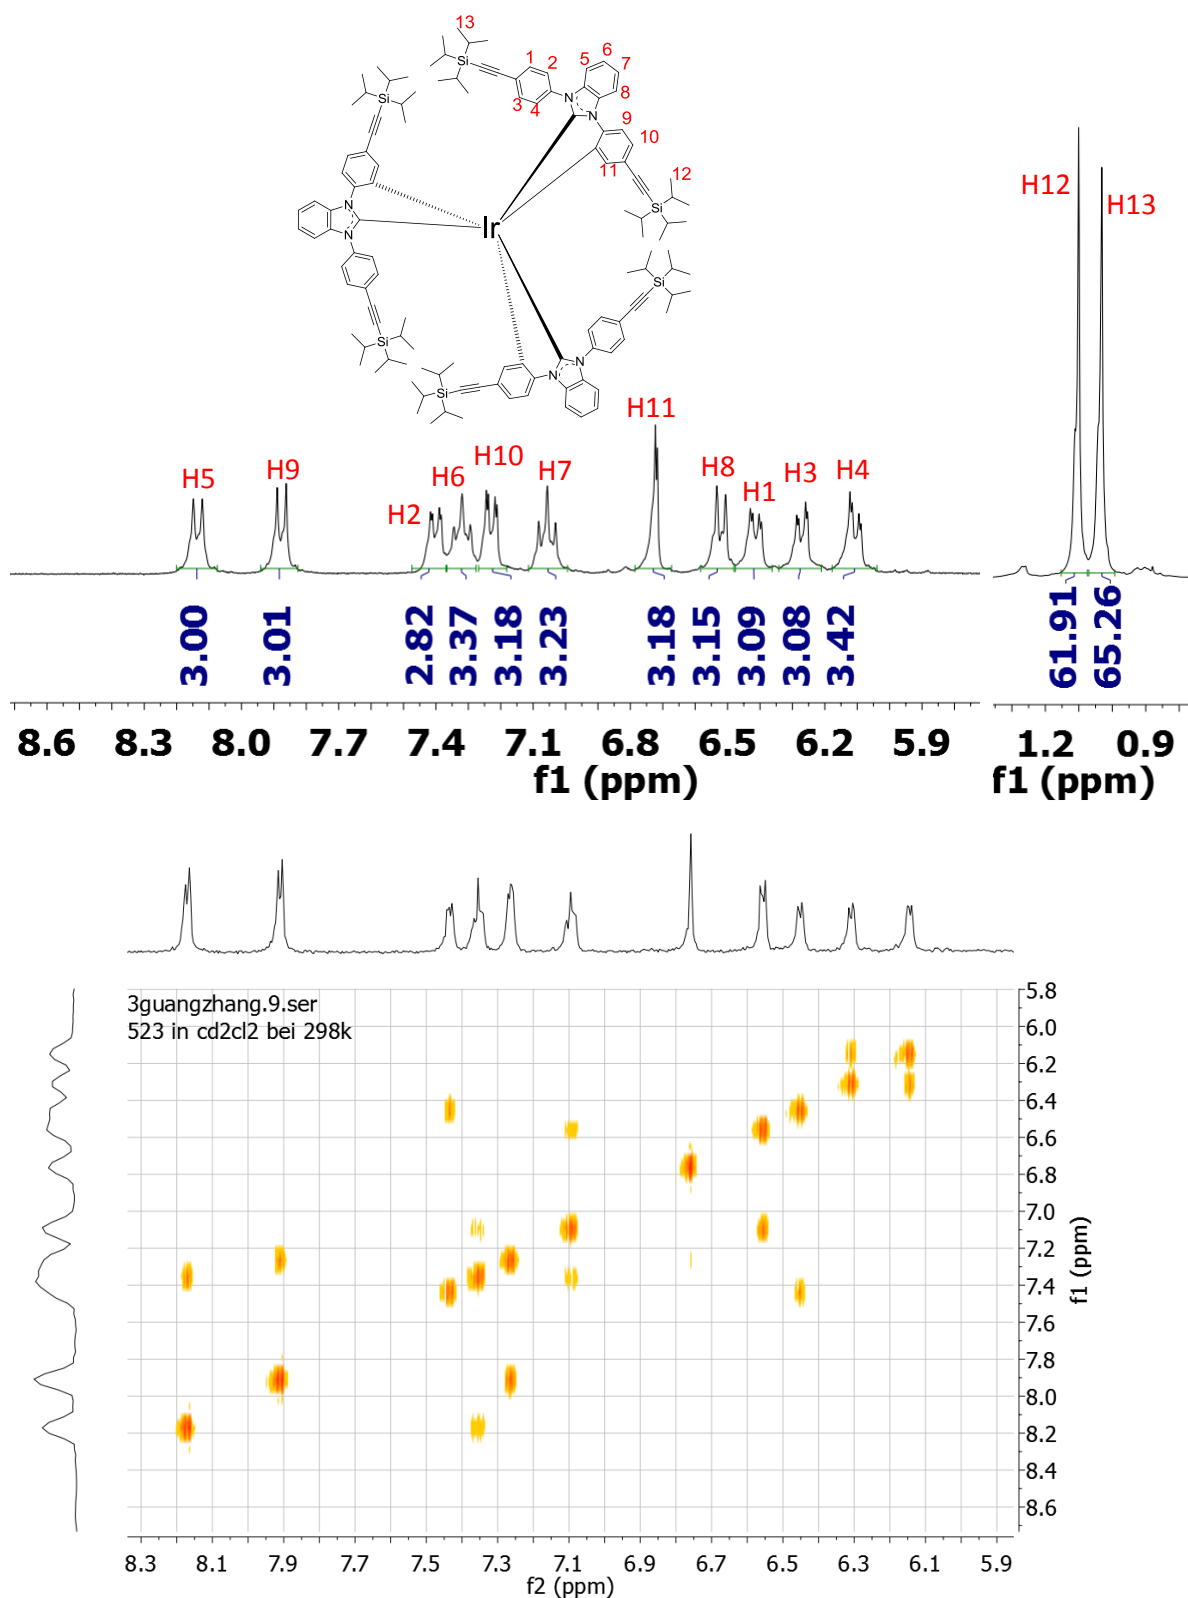 13
Si
1
2
5
6
7
8
3
4
N
N
9
10
11
12
Si
Si
N
N
Ir
Si
Si
N
N
Si
H12
H13
H5
H9
H2
H6
H10
H7
H11
H8
H1
H3
H4
3.00
3.01
2.82
3.37
3.18
3.23
3.18
3.15
3.09
3.08
3.42
61.91
65.26
8.6 8.3 8.0 7.7 7.4 7.1 6.8 6.5 6.2 5.9
f1 (ppm)
1.2 0.9
f1 (ppm)
3guangzhang.9.ser
523 in cd2cl2 bei 298k
5.8
6.0
6.2
6.4
6.6
6.8
7.0
7.2
7.4
7.6
7.8
8.0
8.2
8.4
8.6
f1 (ppm)
8.3 8.1 7.9 7.7 7.5 7.3 7.1 6.9 6.7 6.5 6.3 6.1 5.9
f2 (ppm)